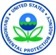 UNITED STATES
ENVIRONMENTAL PROTECTION AGENCY